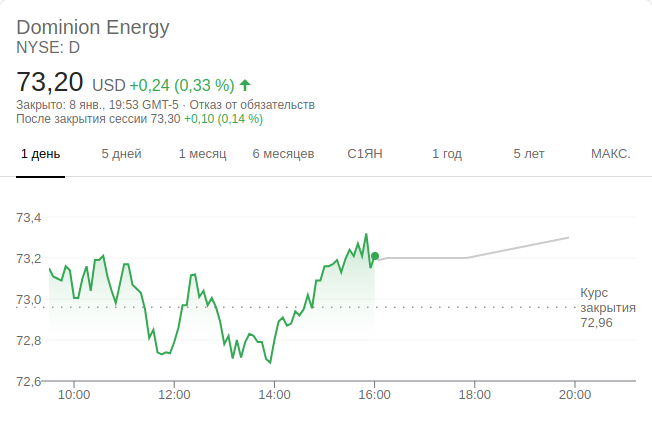 Dominion Energy
NYSE: D
73,20 USD +0,24 (0,33 %)
Закрыто: 8 янв., 19:53 GMT-5 · Отказ от обязательств
После закрытия сессии 73,30 +0,10 (0,14 %)
1 день 5 дней 1 месяц 6 месяцев С1ЯН 1 год 5 лет МАКС.
73,4
73,2
73,0
72,8
72,6
Курс
закрытия
72,96
10:00 12:00 14:00 16:00 18:00 20:00